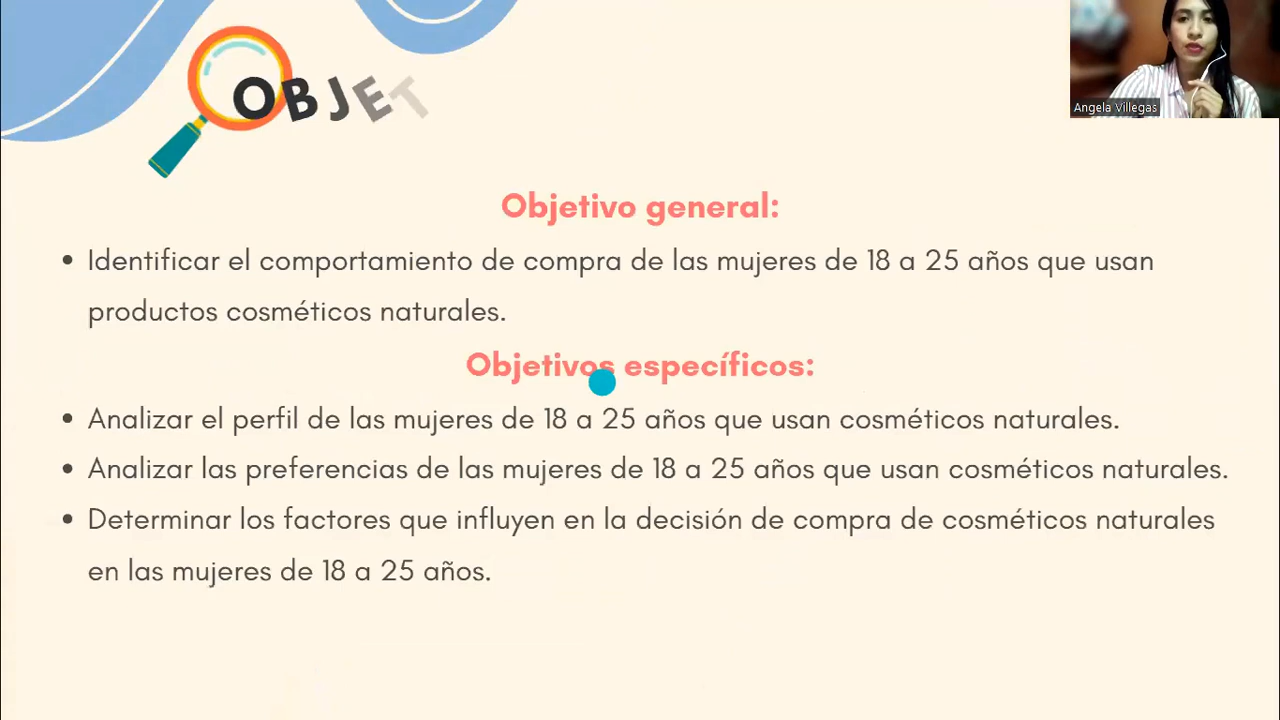 OBJET
Angela Villegas
Objetivo general:
• Identificar el comportamiento de compra de las mujeres de 18 a 25 años que usan
productos cosméticos naturales.
Objetivos específicos:
• Analizar el perfil de las mujeres de 18 a 25 años que usan cosméticos naturales.
• Analizar las preferencias de las mujeres de 18 a 25 años que usan cosméticos naturales.
• Determinar los factores que influyen en la decisión de compra de cosméticos naturales
en las mujeres de 18 a 25 años.